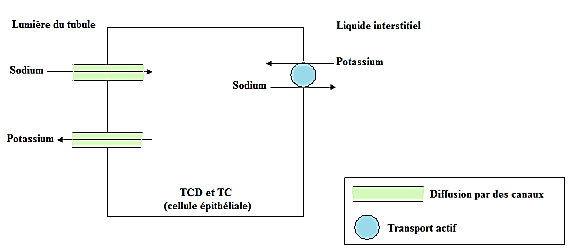 Lumière du tubule
Liquide interstitiel
Sodium
Potassium
Sodium
Potassium
TCD et TC
(cellule épithéliale)
Diffusion par des canaux
Transport actif